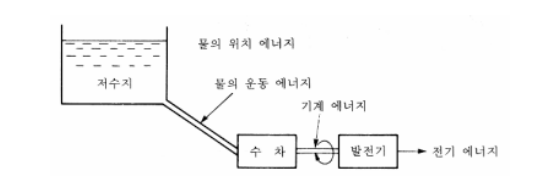 물의 위치 에너지
저수지
물의 운동 에너지
기계 에너지
수 차
발전기
전기 에너지